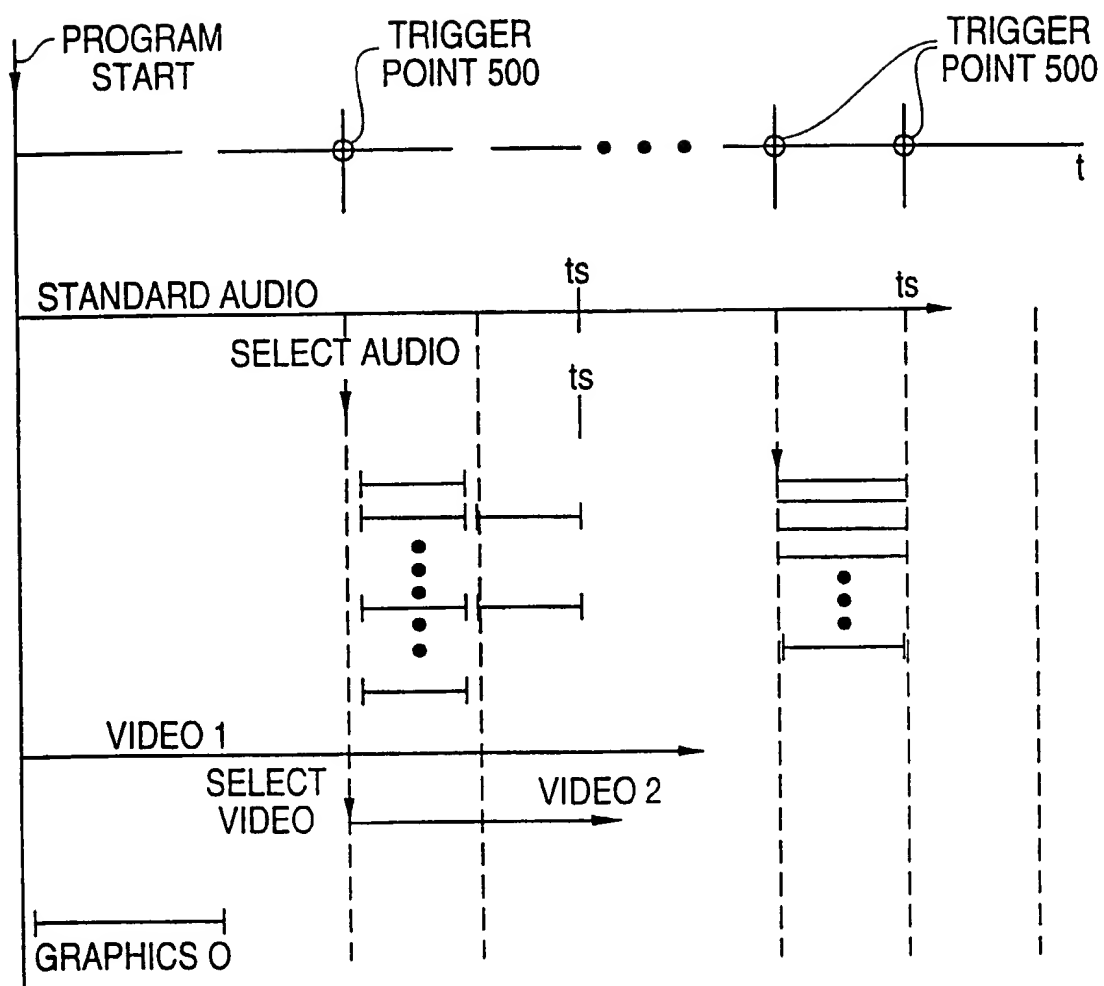 PROGRAM
START
TRIGGER
POINT 500
TRIGGER
POINT 500
t
ts
ts
STANDARD AUDIO
SELECT AUDIO
ts
VIDEO 1
SELECT
VIDEO
VIDEO 2
GRAPHICS O